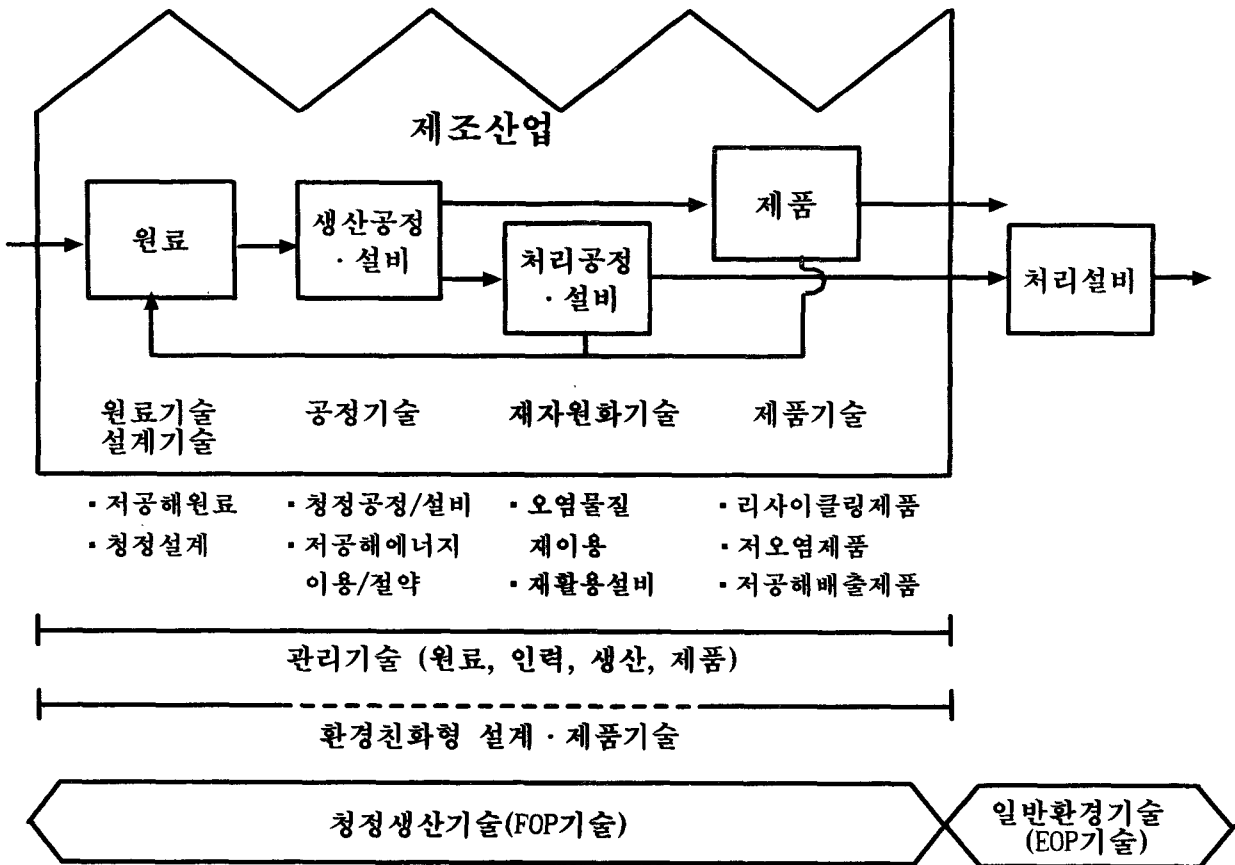 제조산업
원료
생산공정
· 설비
처리공정
· 설비
제품
처리설비
원료기술
설계기술
공정기술
재자원화기술
제품기술
▪ 저공해원료
▪ 청정설계
▪ 청정공정/설비
▪ 저공해에너지
이용/절약
▪ 오염물질
재이용
▪ 재활용설비
▪ 리사이클링제품
▪ 저오염제품
▪ 저공해배출제품
관리기술 (원료, 인력, 생산, 제품)
환경친화형 설계 · 제품기술
청정생산기술(FOP기술)
일반환경기술
(EOP기술)